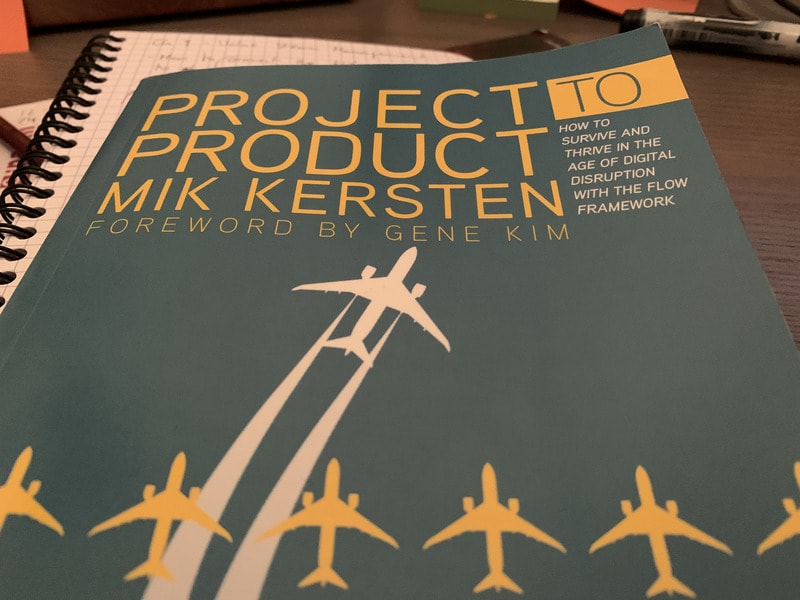 PROJECT TO
PRODUCT
MIK KERSTEN
FOREWORD BY GENE KIM
HOW TO
SURVIVE AND
THRIVE IN THE
AGE OF DIGITAL
DISRUPTION
WITH THE FLOW
FRAMEWORK